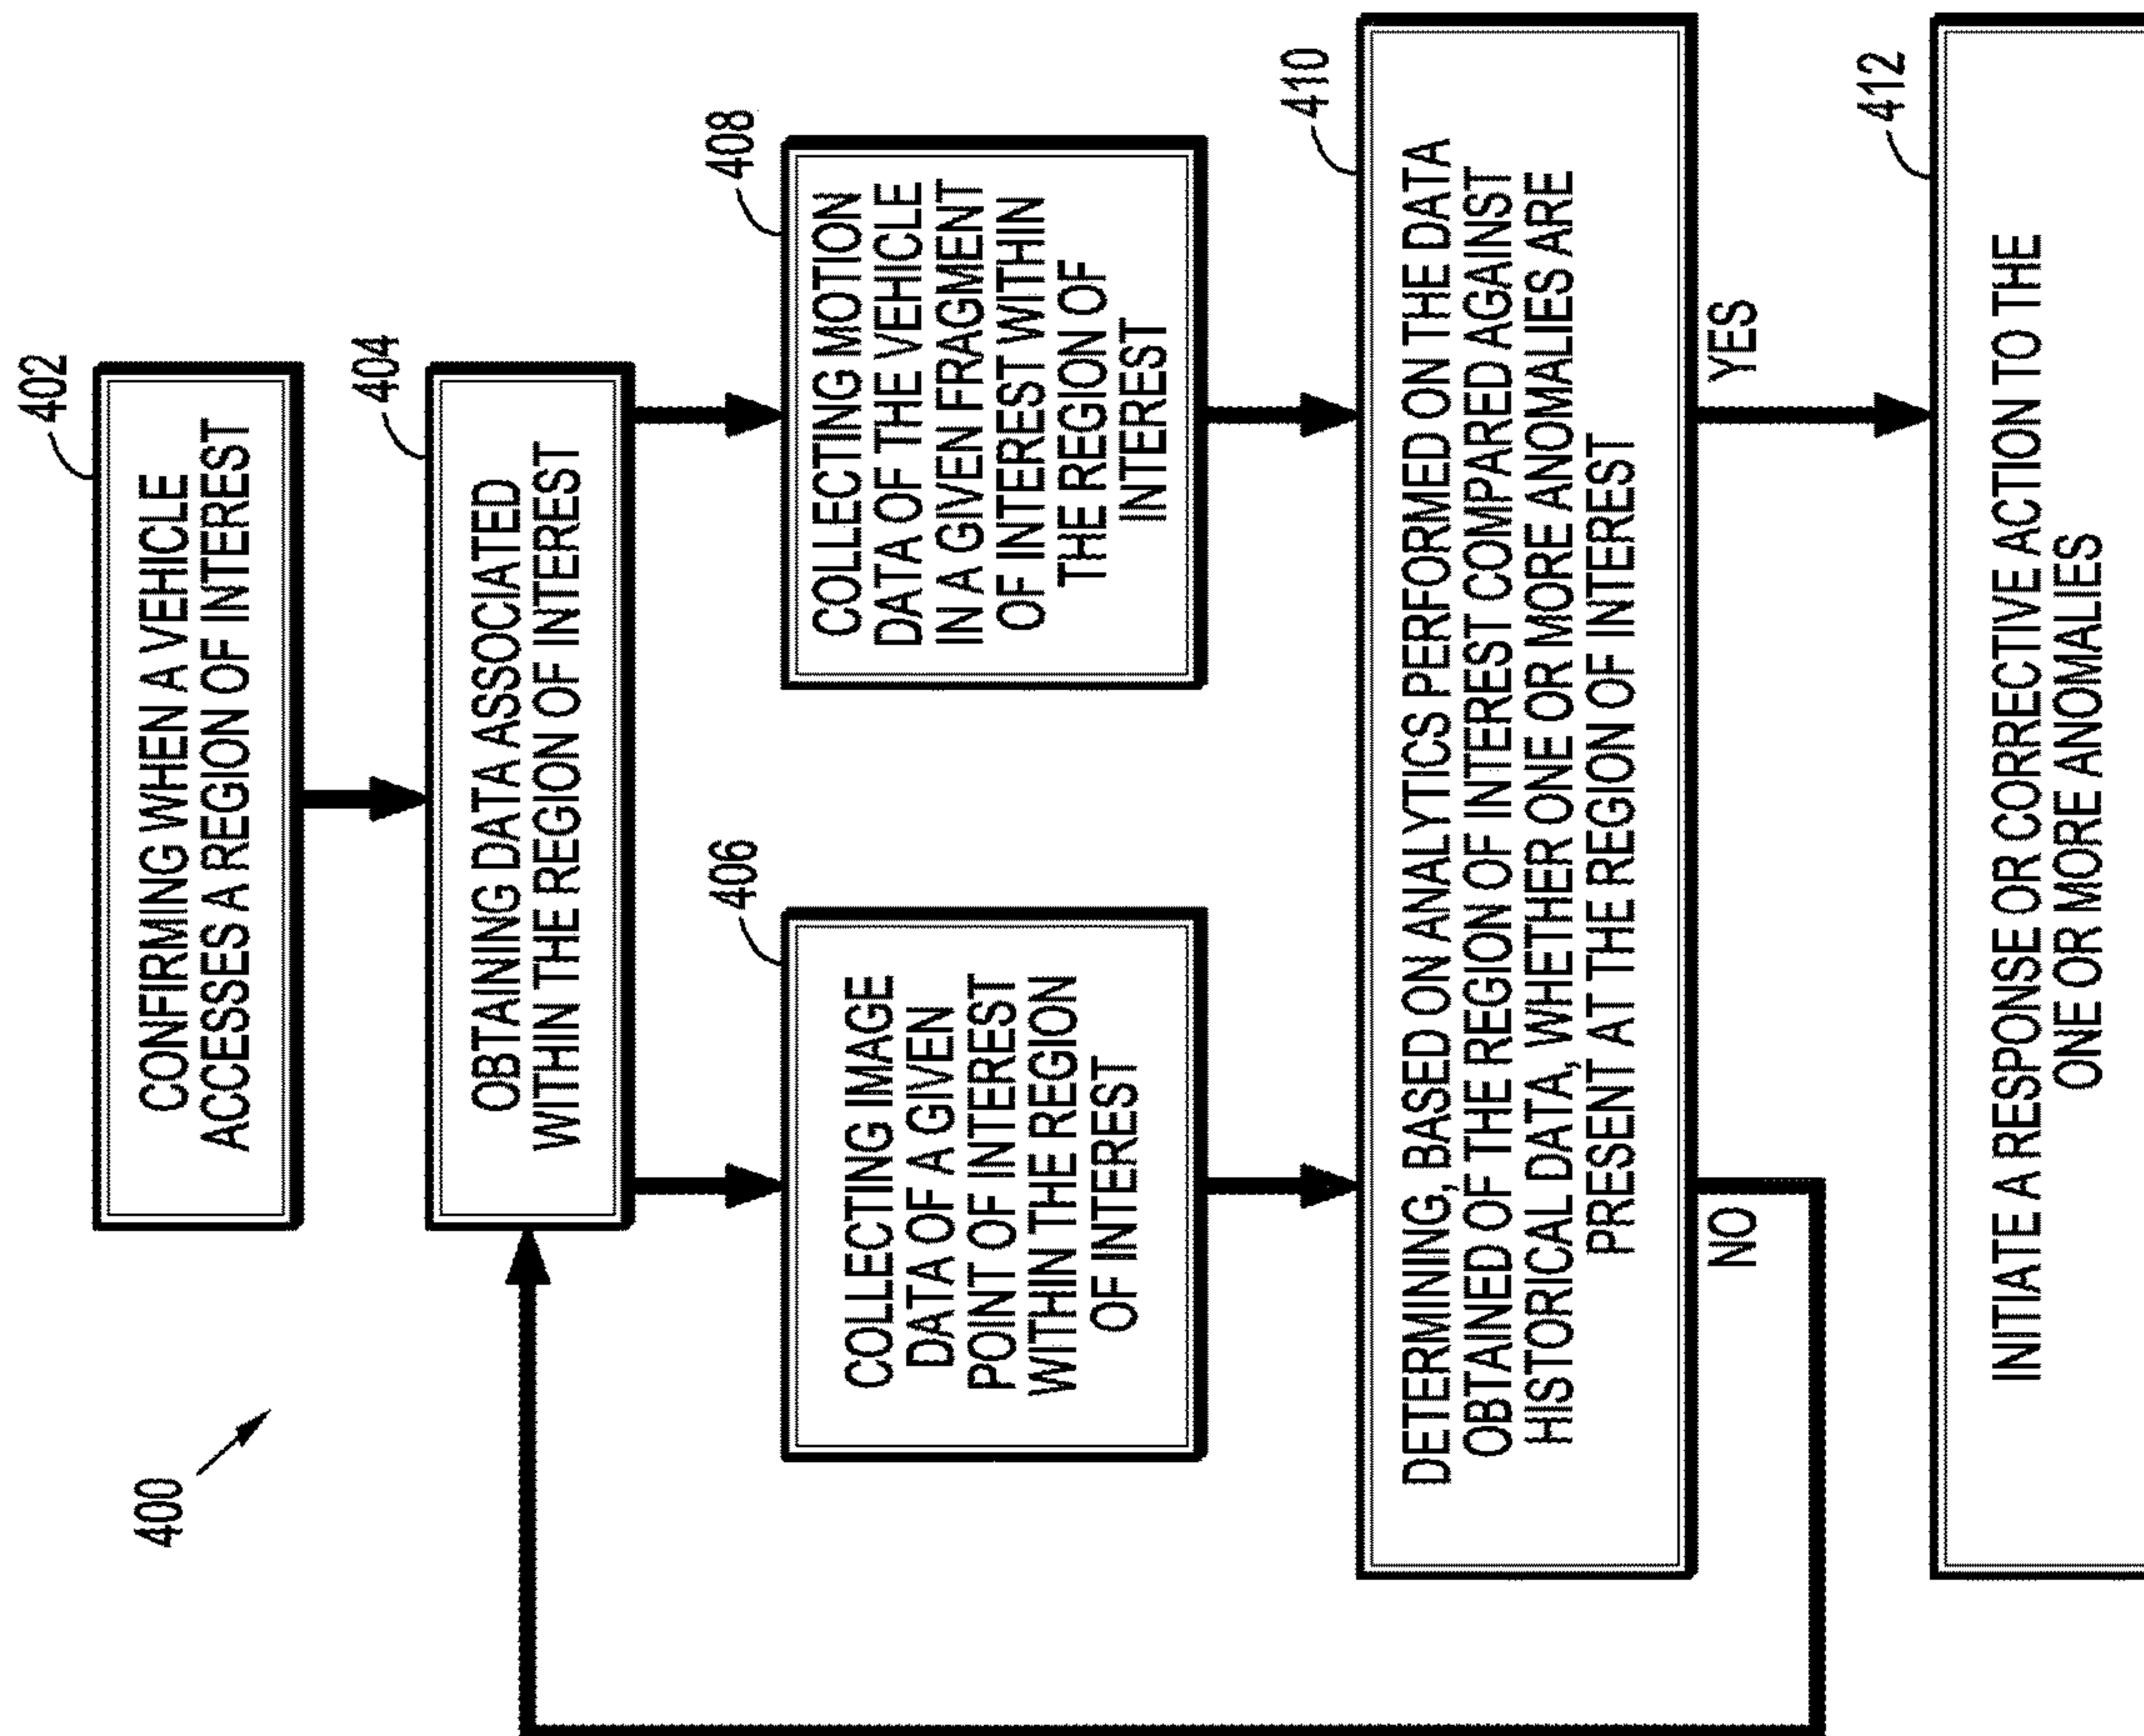 400
402
CONFIRMING WHEN A VEHICLE
ACCESSES A REGION OF INTEREST
404
OBTAINING DATA ASSOCIATED
WITHIN THE REGION OF INTEREST
406
COLLECTING IMAGE
DATA OF A GIVEN
POINT OF INTEREST
WITHIN THE REGION
OF INTEREST
408
COLLECTING MOTION
DATA OF THE VEHICLE
IN A GIVEN FRAGMENT
OF INTEREST WITHIN
THE REGION OF
INTEREST
410
DETERMINING, BASED ON ANALYTICS PERFORMED ON THE DATA
OBTAINED OF THE REGION OF INTEREST COMPARED AGAINST
HISTORICAL DATA, WHETHER ONE OR MORE ANOMALIES ARE
PRESENT AT THE REGION OF INTEREST
NO
YES
412
INITIATE A RESPONSE OR CORRECTIVE ACTION TO THE
ONE OR MORE ANOMALIES